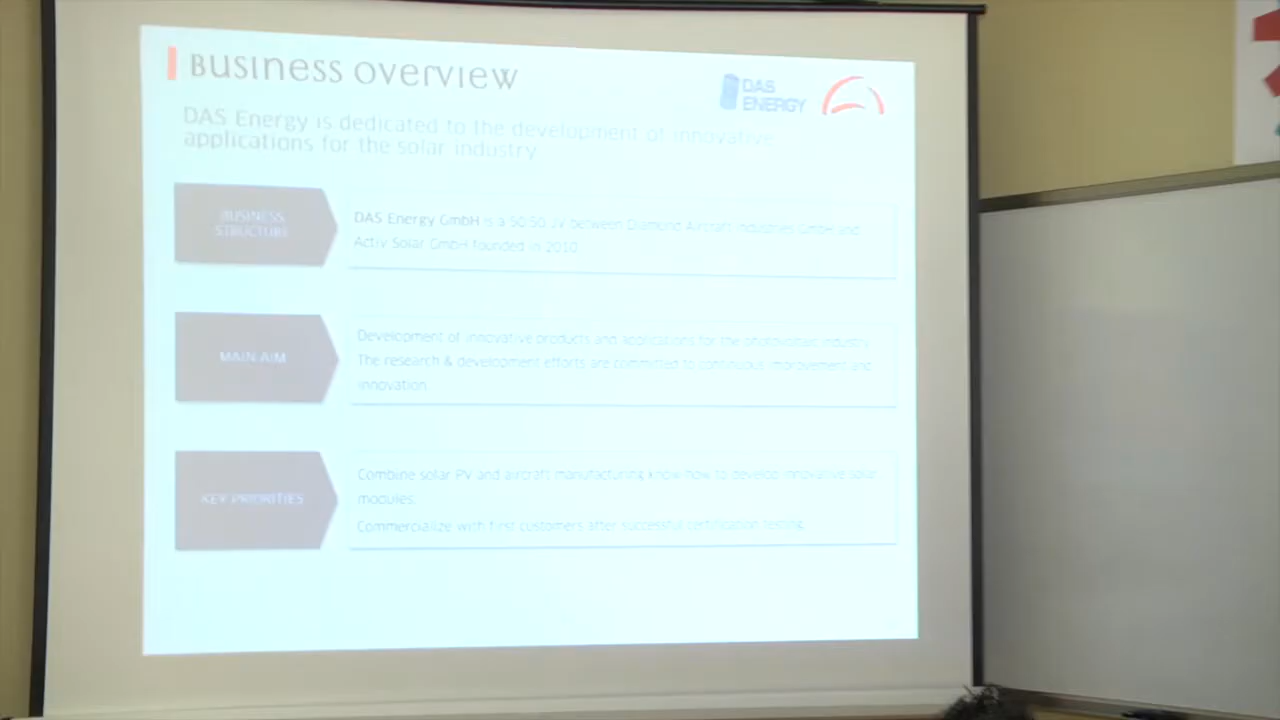 BUSINESS OVERVIEW
DAS
ENERGY
DAS Energy is dedicated to the development of innovative
applications for the solar industry
BUSINESS
STRUCTURE
DAS Energy GmbH is a 50:50 JV between Diamond Aircraft Industries GmbH and
Activ Solar GmbH founded in 2010
MAIN AIM
Development of innovative products and applications for the photovoltaic industry.
The research & development efforts are committed to continuous improvement and
innovation.
KEY PRIORITIES
Combine solar PV and aircraft manufacturing know how to develop innovative solar
modules.
Commercialize with first customers after successful certification testing